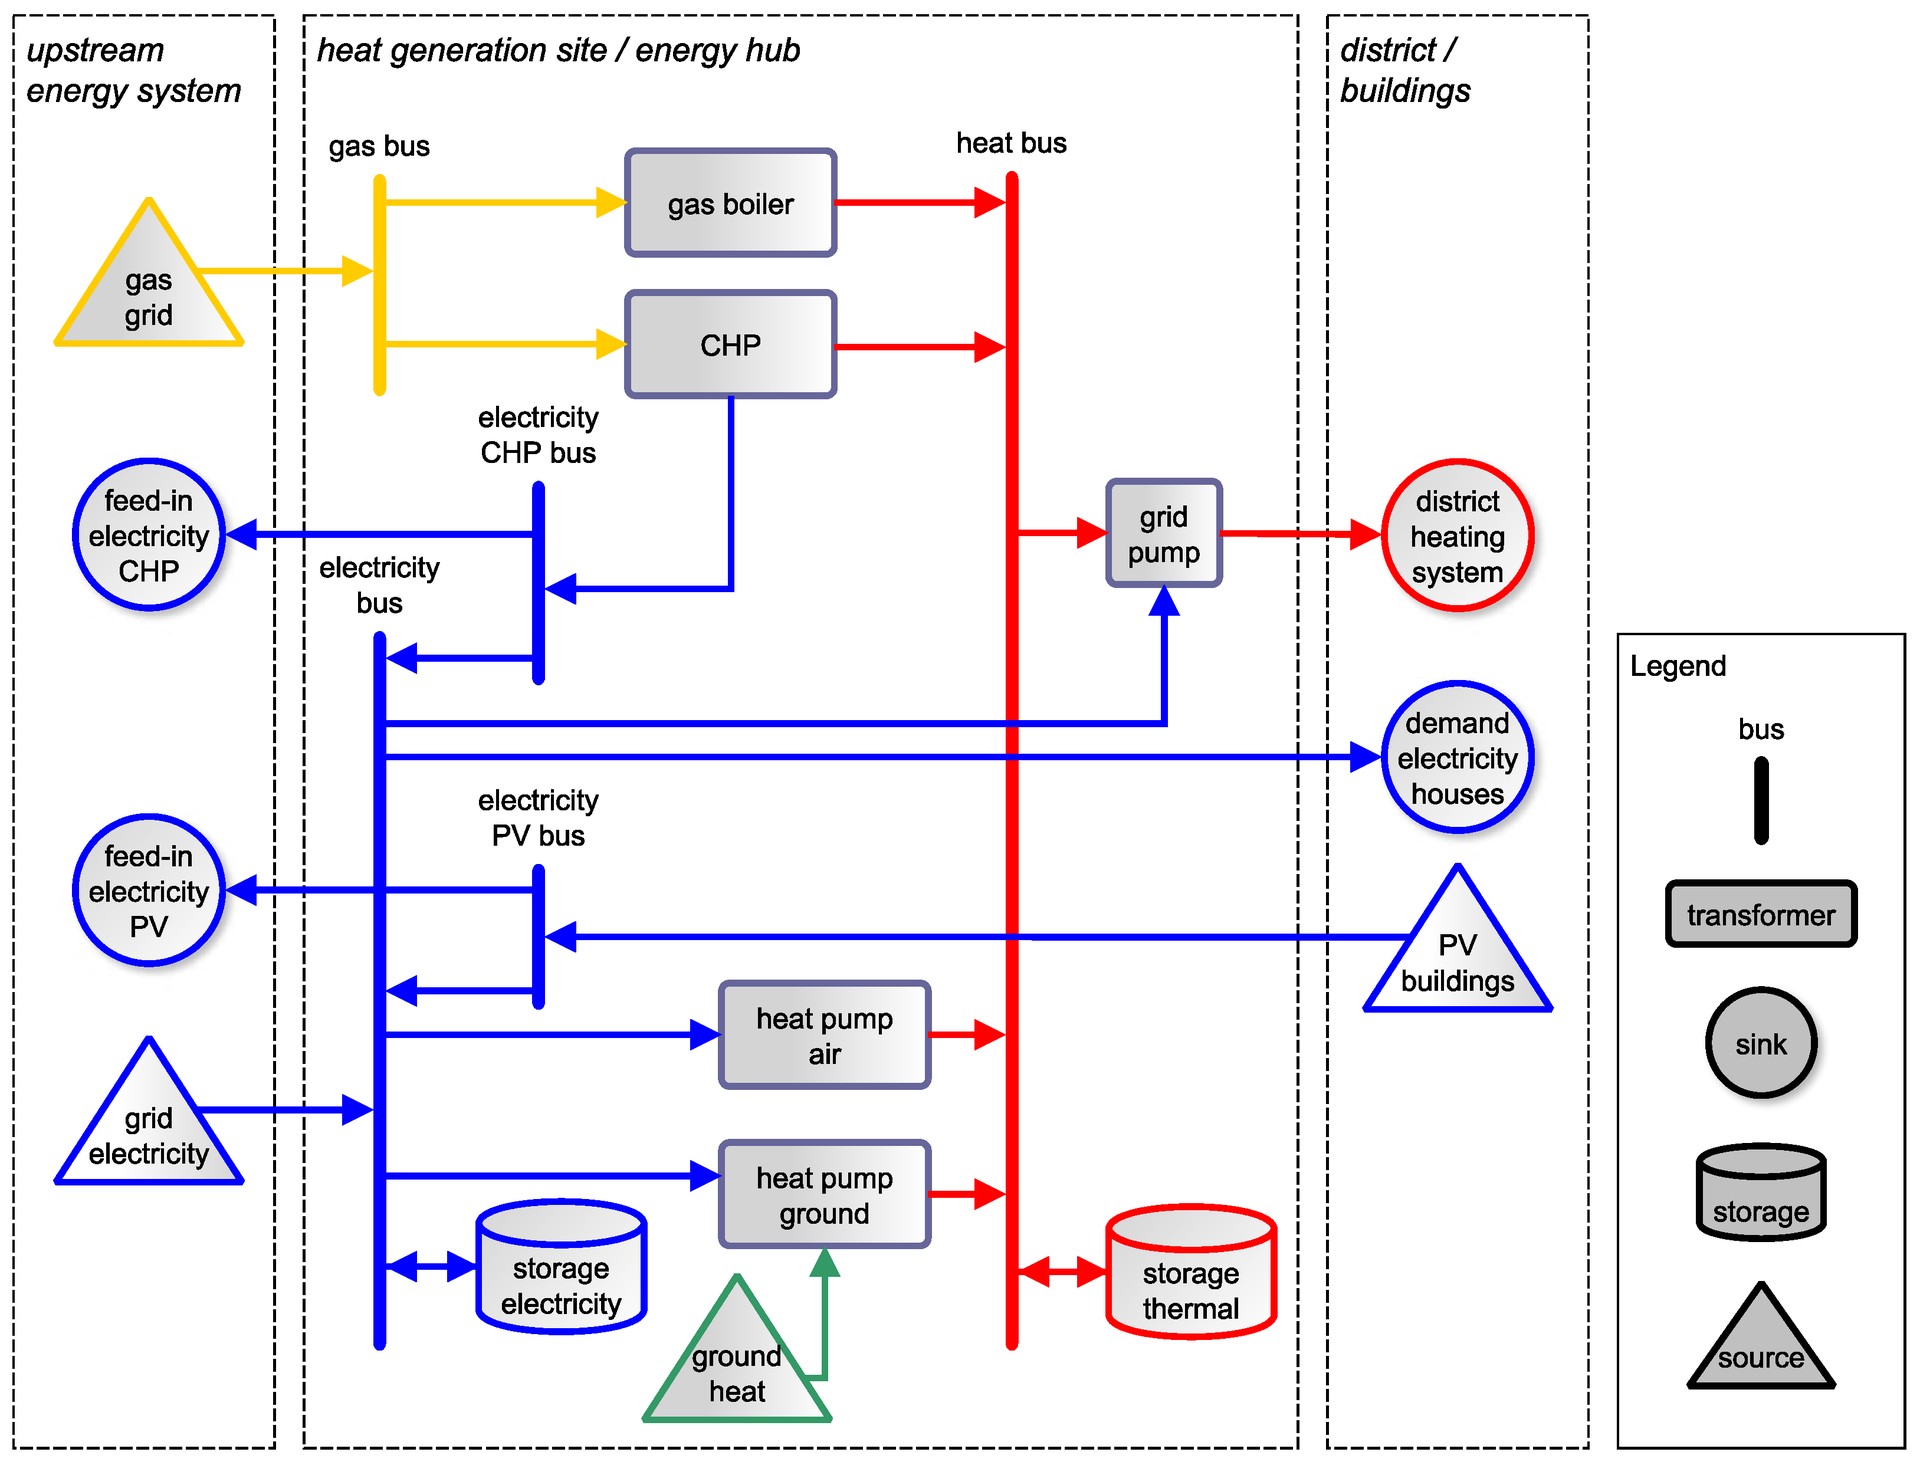 upstream
energy system
heat generation site / energy hub
district /
buildings
gas bus
heat bus
gas boiler
gas
grid
CHP
electricity
CHP bus
feed-in
electricity
CHP
electricity
bus
grid
pump
district
heating
system
Legend
bus
demand
electricity
houses
electricity
PV bus
feed-in
electricity
PV
transformer
PV
buildings
heat pump
air
sink
grid
electricity
heat pump
ground
storage
storage
electricity
storage
thermal
ground
heat
source